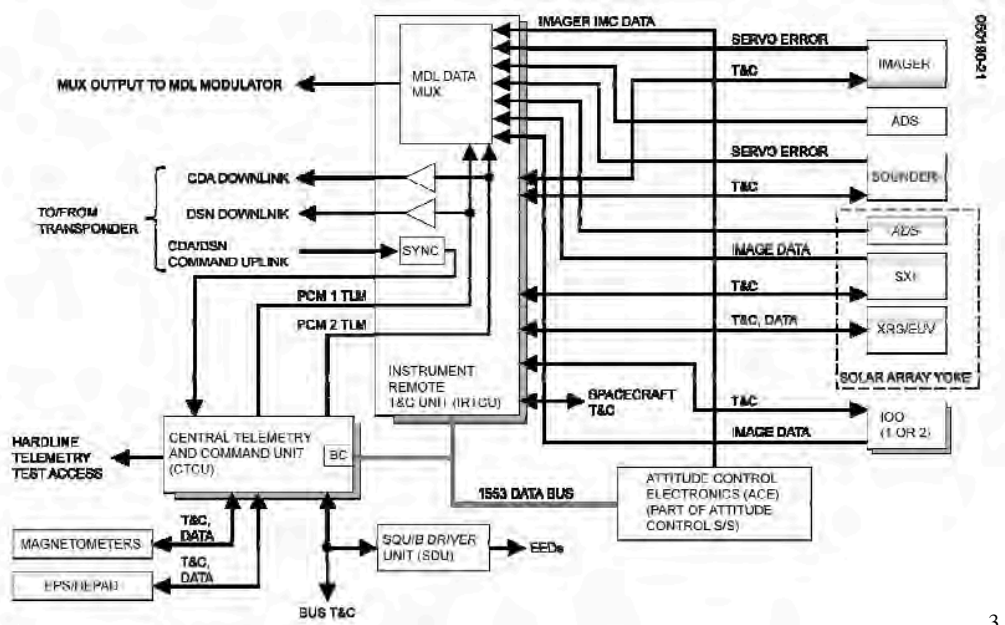 IMAGER IMC DATA
090180-21
SERVO ERROR
IMAGER
MDL DATA
MUX
T&C
MUX OUTPUT TO MDL MODULATOR
ADS
SERVO ERROR
SOUNDER
CDA DOWNLINK
T&C
DSN DOWNLNIK
TO/FROM
TRANSPONDER
ADS
CDA/DSN
COMMAND UPLINK
SYNC
IMAGE DATA
SXI
T&C
PCM 1 TLM
PCM 2 TLM
T&C, DATA
XRS/EUV
INSTRUMENT
REMOTE
T&C UNIT (IRTCU)
SOLAR ARRAY YOKE
SPACECRAFT
T&C
T&C
IOO
(1 OR 2)
IMAGE DATA
HARDLINE
TELEMETRY
TEST ACCESS
CENTRAL TELEMETRY
AND COMMAND UNIT
(CTCU)
BC
1553 DATA BUS
ATTITUDE CONTROL
ELECTRONICS (ACE)
(PART OF ATTITUDE
CONTROL S/S)
T&C,
DATA
MAGNETOMETERS
SQUIB DRIVER
UNIT (SDU)
EEDs
T&C,
DATA
EPS/HEPAD
BUS T&C
3